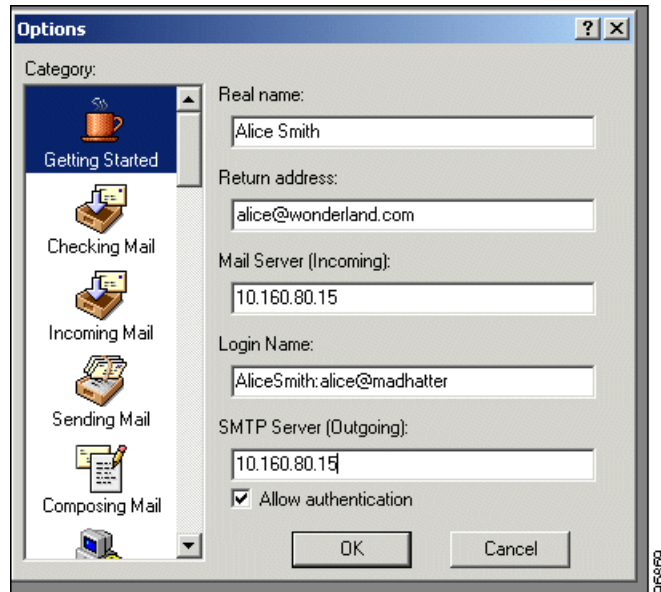 Options
Category:
Getting Started
Checking Mail
Incoming Mail
Sending Mail
Composing Mail
Real name:
Alice Smith
Return address:
alice@wonderland.com
Mail Server (Incoming):
10.160.80.15
Login Name:
AliceSmith:alice@madhatter
SMTP Server (Outgoing):
10.160.80.15
Allow authentication
OK
Cancel
96869